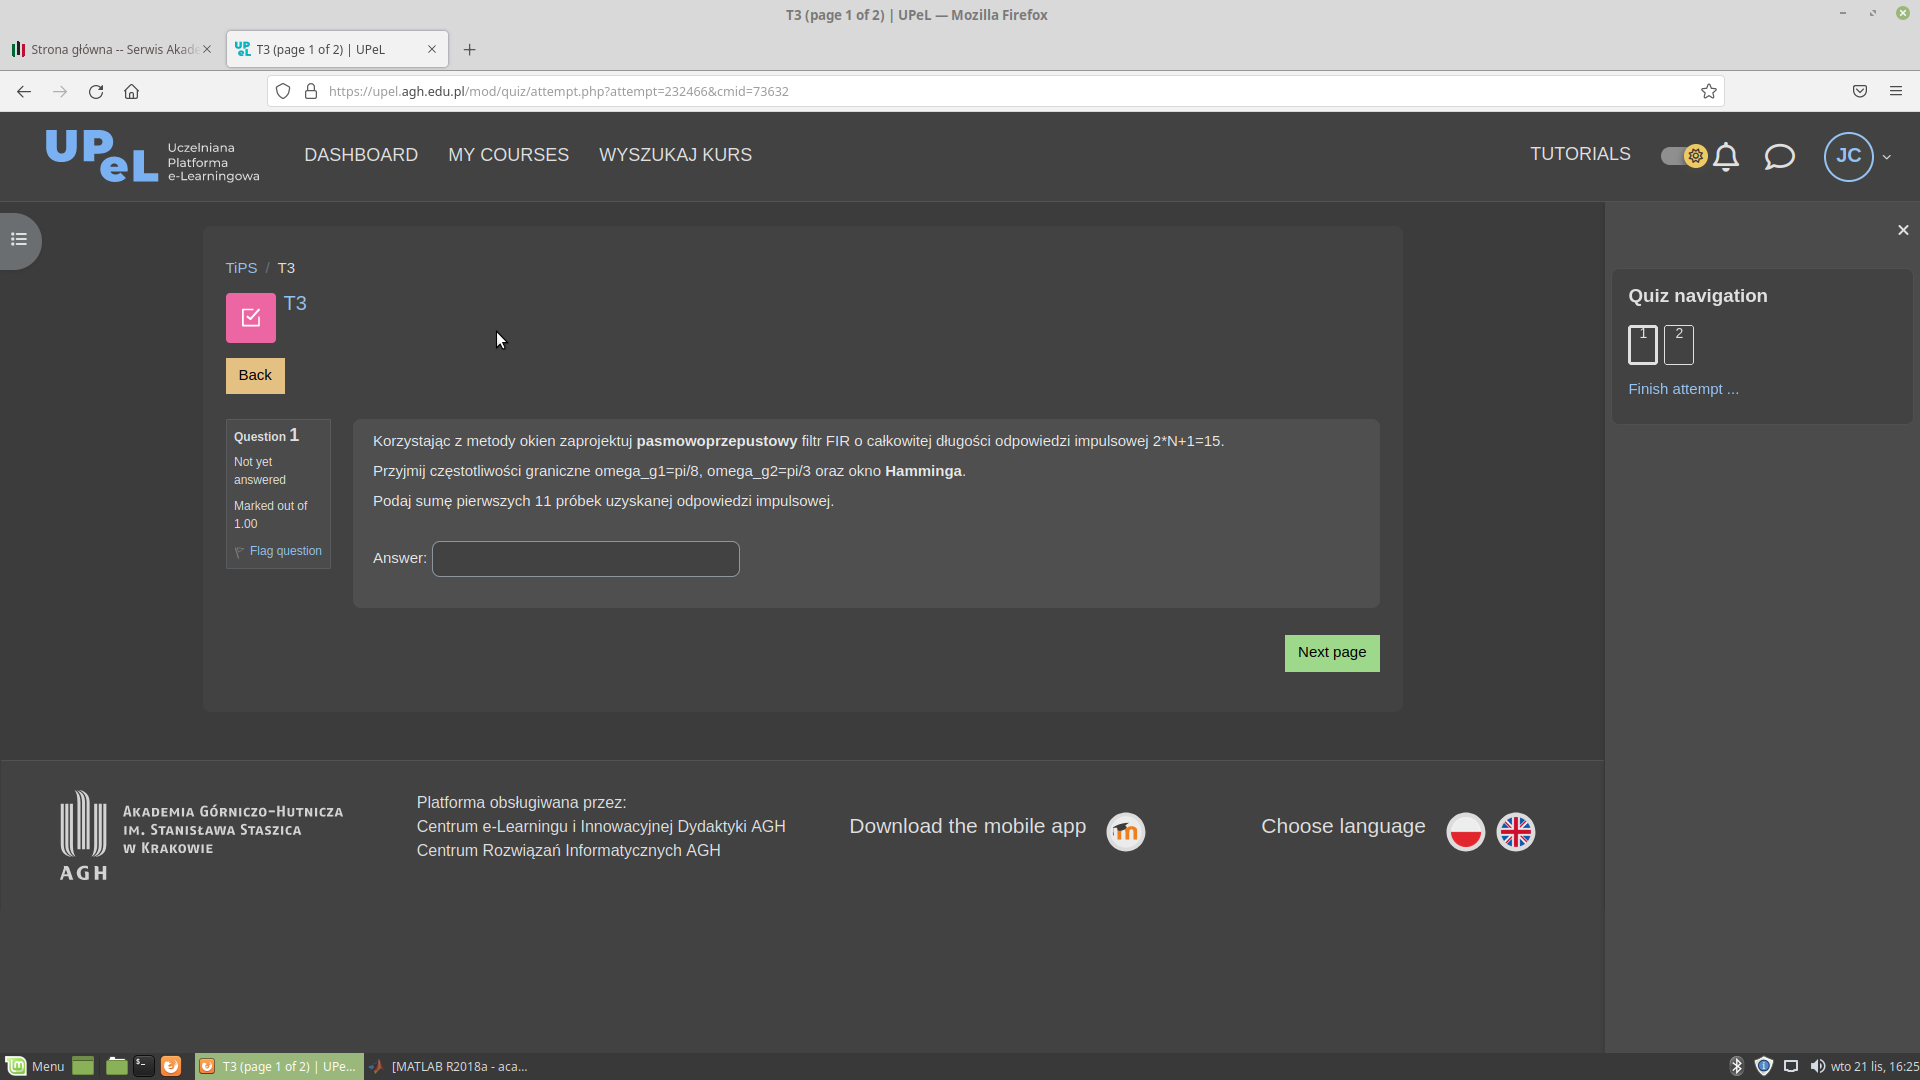 T3 (page 1 of 2) | UPeL — Mozilla Firefox
Strona główna -- Serwis Akad
T3 (page 1 of 2) | UPeL
https://upel.agh.edu.pl/mod/quiz/attempt.php?attempt=232466&cmid=73632
UPeL
Uczelniana
Platforma
e-Learningowa
DASHBOARD
MY COURSES
WYSZUKAJ KURS
TUTORIALS
JC
TiPS / T3
T3
Back
Quiz navigation
1 2
Finish attempt ...
Question 1
Not yet
answered
Marked out of
1.00
Flag question
Korzystając z metody okien zaprojektuj pasmowoprzepustowy filtr FIR o całkowitej długości odpowiedzi impulsowej 2*N+1=15.
Przyjmij częstotliwości graniczne omega_g1=pi/8, omega_g2=pi/3 oraz okno Hamminga.
Podaj sumę pierwszych 11 próbek uzyskanej odpowiedzi impulsowej.
Answer:
Next page
AGH
Akademia Górniczo-Hutnicza
im. Stanisława Staszica
w Krakowie
Platforma obsługiwana przez:
Centrum e-Learningu i Innowacyjnej Dydaktyki AGH
Centrum Rozwiązań Informatycznych AGH
Download the mobile app
Choose language
Menu
T3 (page 1 of 2) | UPe...
[MATLAB R2018a - aca...
wto 21 lis, 16:25